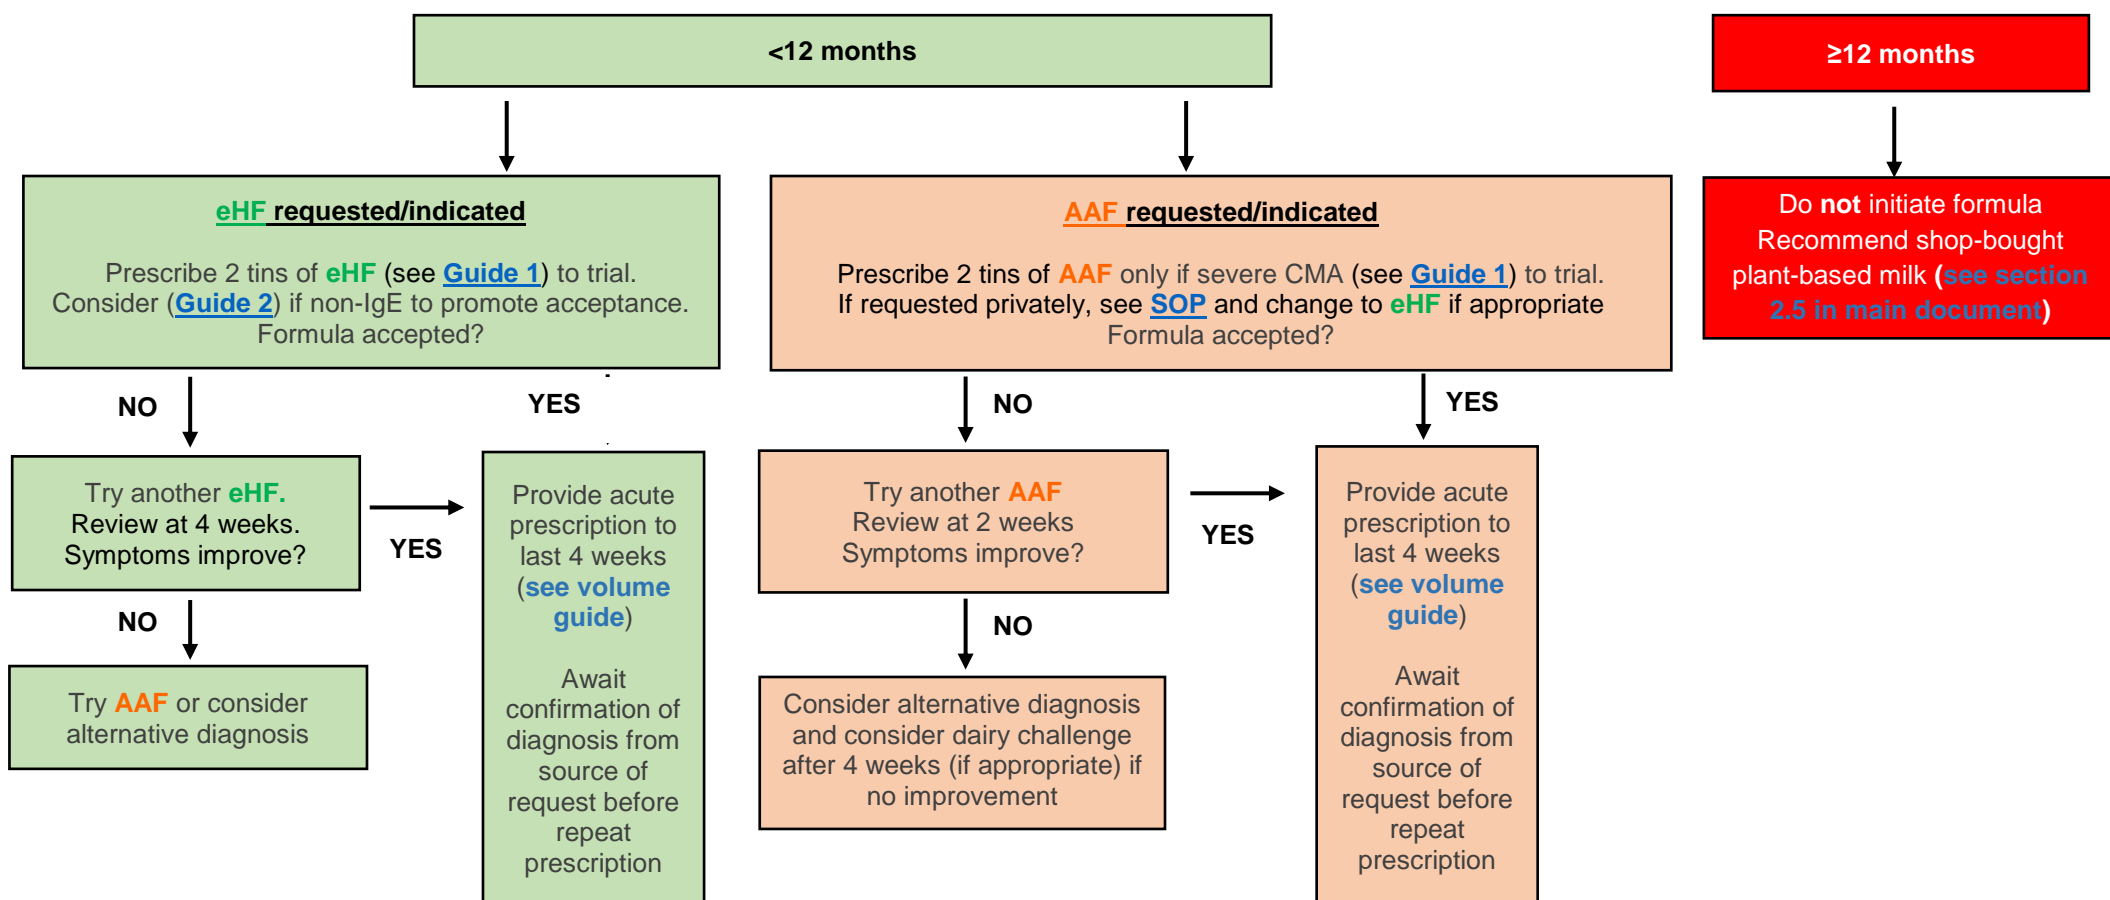 <12 months
≥12 months
eHF requested/indicated
Prescribe 2 tins of eHF (see Guide 1) to trial.
Consider (Guide 2) if non-IgE to promote acceptance.
Formula accepted?
AAF requested/indicated
Prescribe 2 tins of AAF only if severe CMA (see Guide 1) to trial.
If requested privately, see SOP and change to eHF if appropriate
Formula accepted?
Do not initiate formula
Recommend shop-bought
plant-based milk (see section
2.5 in main document)
NO
YES
NO
YES
Try another eHF.
Review at 4 weeks.
Symptoms improve?
YES
Provide acute
prescription to
last 4 weeks
(see volume
guide)
Await
confirmation of
diagnosis from
source of
request before
repeat
prescription
Try another AAF
Review at 2 weeks
Symptoms improve?
YES
Provide acute
prescription to
last 4 weeks
(see volume
guide)
Await
confirmation of
diagnosis from
source of
request before
repeat
prescription
NO
Try AAF or consider
alternative diagnosis
NO
Consider alternative diagnosis
and consider dairy challenge
after 4 weeks (if appropriate) if
no improvement